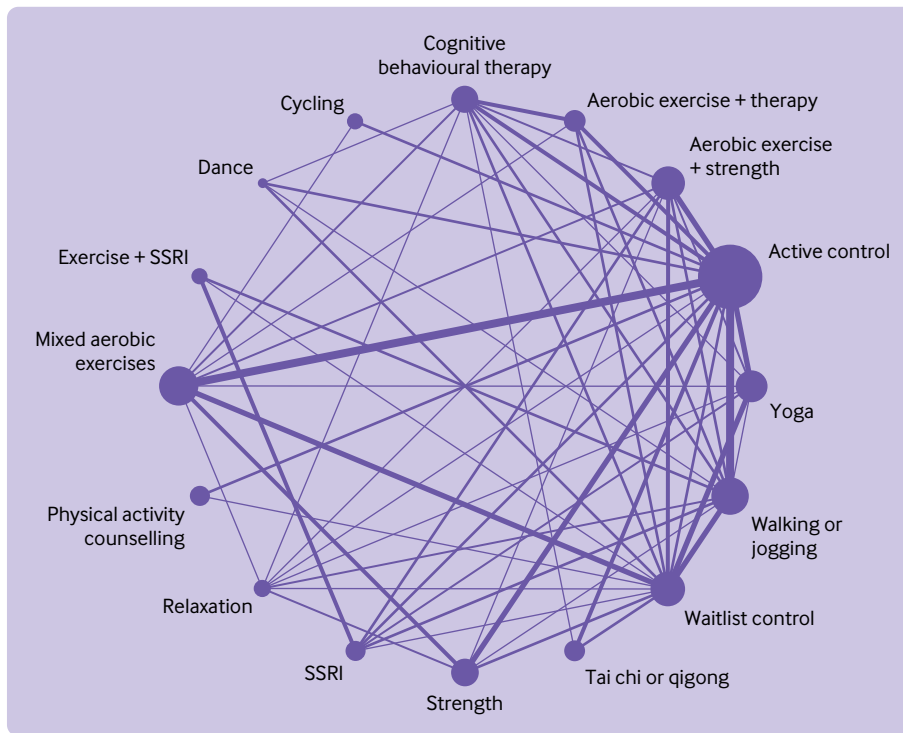 Cognitive
behavioural therapy
Cycling
Aerobic exercise + therapy
Aerobic exercise
+ strength
Dance
Active control
Exercise + SSRI
Mixed aerobic
exercises
Yoga
Physical activity
counselling
Walking or
jogging
Relaxation
Waitlist control
SSRI
Tai chi or qigong
Strength